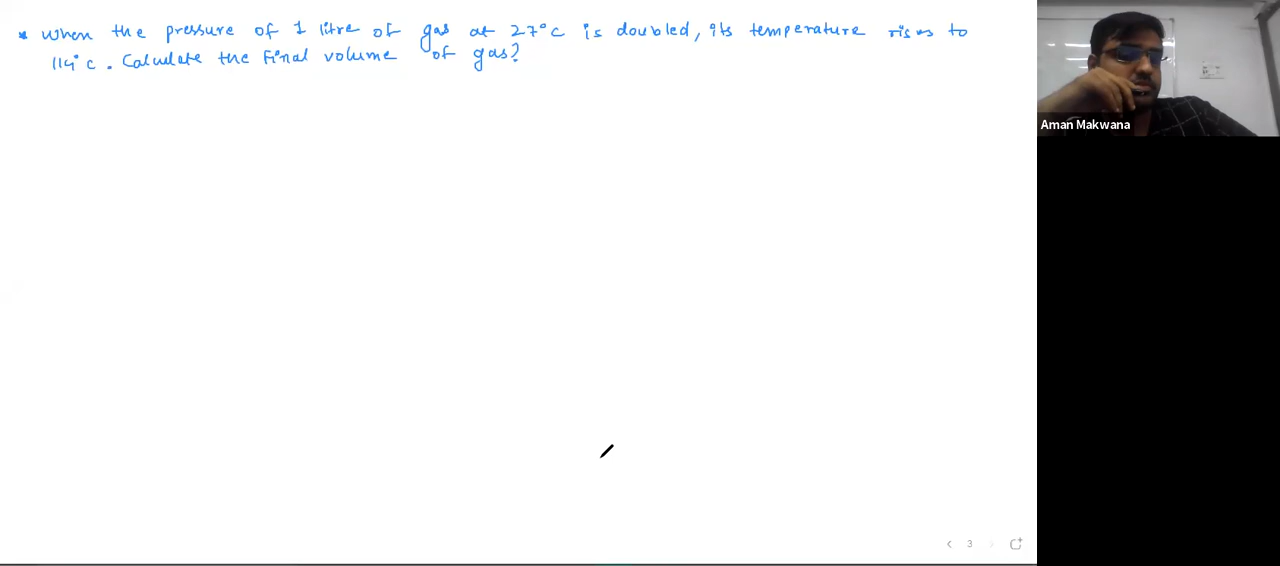 * When the pressure of 1 litre of gas at 27°C is doubled, its temperature rises to
114°C. Calculate the final volume of gas?
Aman Makwana
3